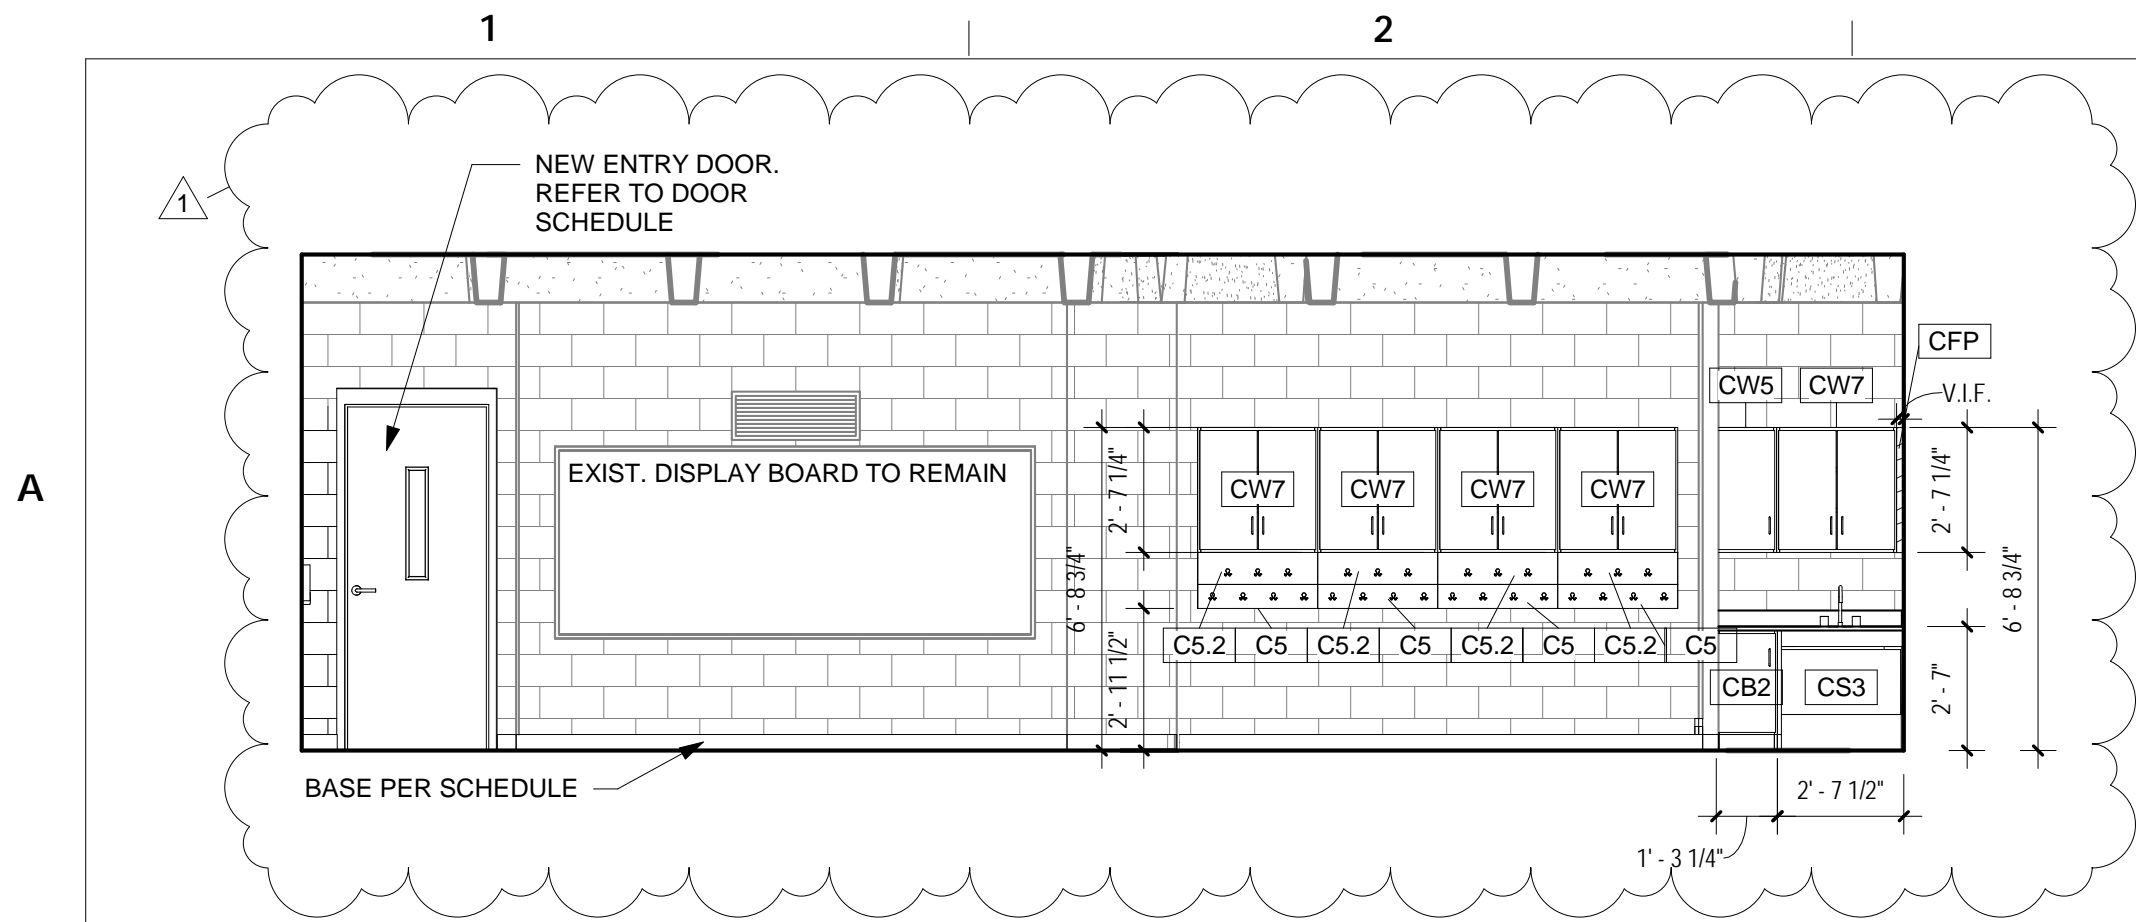 1
2
A
1
NEW ENTRY DOOR.
REFER TO DOOR
SCHEDULE
CFP
CW5
CW7
V.I.F.
EXIST. DISPLAY BOARD TO REMAIN
CW7
CW7
CW7
CW7
2' - 7 1/4"
6' - 8 3/4"
2' - 11 1/2"
2' - 7 1/4"
6' - 8 3/4"
2' - 7"
C5.2
C5
C5.2
C5
C5.2
C5
C5.2
C5
CB2
CS3
BASE PER SCHEDULE
2' - 7 1/2"
1' - 3 1/4"